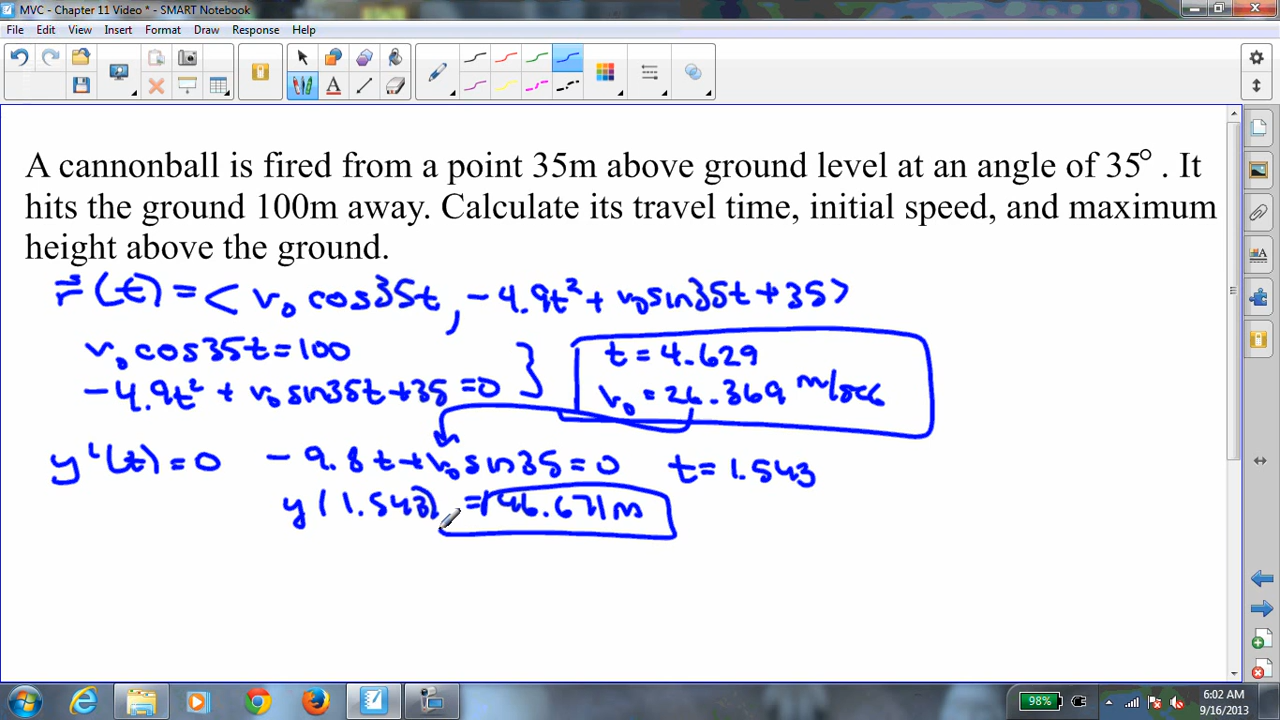 MVC - Chapter 11 Video * - SMART Notebook
File Edit View Insert Format Draw Response Help
A cannonball is fired from a point 35m above ground level at an angle of 35° . It
hits the ground 100m away. Calculate its travel time, initial speed, and maximum
height above the ground.
r⃗(t) = < v₀ cos35t, -4.9t² + v₀sin35t + 35 >
v₀ cos35t = 100
-4.9t² + v₀ sin35t + 35 = 0 }
t = 4.629
v₀ = 26.369 m/sec
y'(t) = 0 -9.8t + v₀ sin35 = 0 t = 1.543
y(1.543) = 46.671m
98%
6:02 AM
9/16/2013